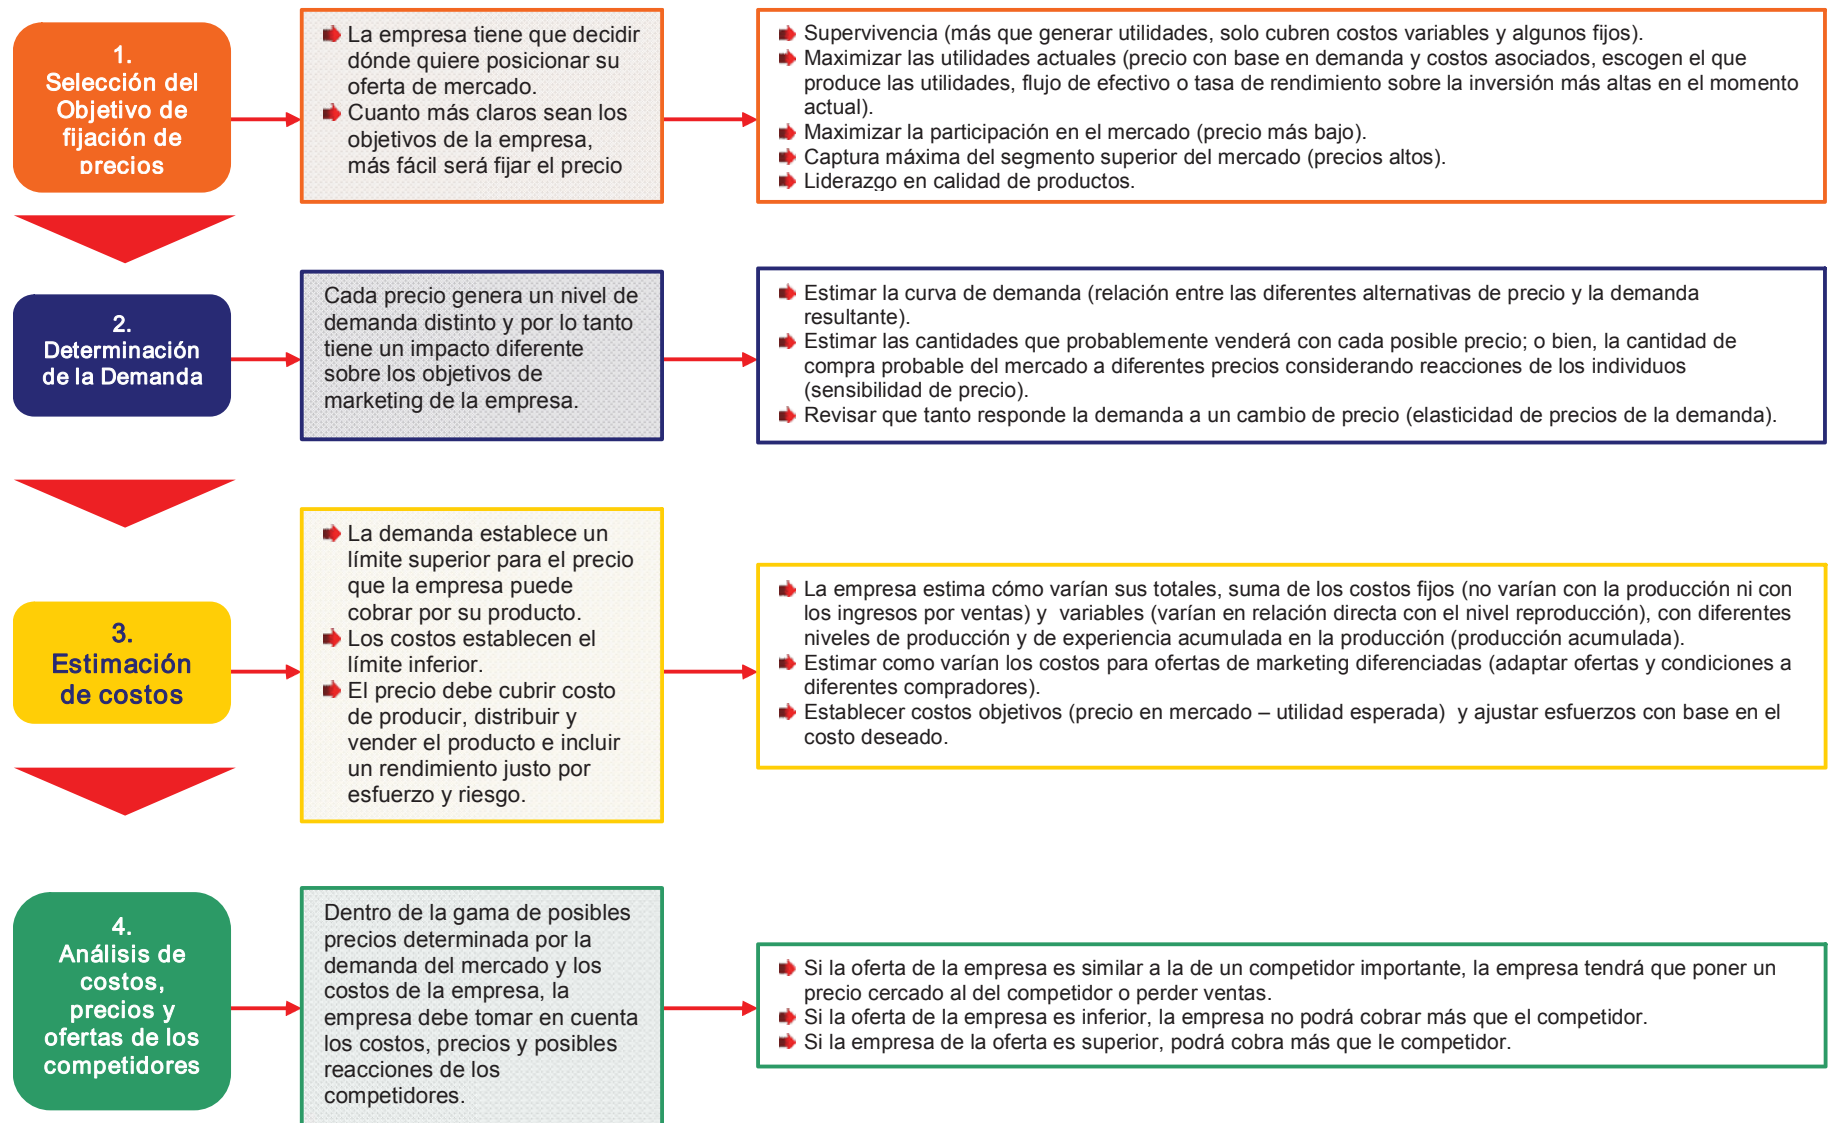 1.
Selección del
Objetivo de
fijación de
precios
La empresa tiene que decidir
dónde quiere posicionar su
oferta de mercado.
Cuanto más claros sean los
objetivos de la empresa,
más fácil será fijar el precio
Supervivencia (más que generar utilidades, solo cubren costos variables y algunos fijos).
Maximizar las utilidades actuales (precio con base en demanda y costos asociados, escogen el que
produce las utilidades, flujo de efectivo o tasa de rendimiento sobre la inversión más altas en el momento
actual).
Maximizar la participación en el mercado (precio más bajo).
Captura máxima del segmento superior del mercado (precios altos).
Liderazgo en calidad de productos.
2.
Determinación
de la Demanda
Cada precio genera un nivel de
demanda distinto y por lo tanto
tiene un impacto diferente
sobre los objetivos de
marketing de la empresa.
Estimar la curva de demanda (relación entre las diferentes alternativas de precio y la demanda
resultante).
Estimar las cantidades que probablemente venderá con cada posible precio; o bien, la cantidad de
compra probable del mercado a diferentes precios considerando reacciones de los individuos
(sensibilidad de precio).
Revisar que tanto responde la demanda a un cambio de precio (elasticidad de precios de la demanda).
3.
Estimación
de costos
La demanda establece un
límite superior para el precio
que la empresa puede
cobrar por su producto.
Los costos establecen el
límite inferior.
El precio debe cubrir costo
de producir, distribuir y
vender el producto e incluir
un rendimiento justo por
esfuerzo y riesgo.
La empresa estima cómo varían sus totales, suma de los costos fijos (no varían con la producción ni con
los ingresos por ventas) y variables (varían en relación directa con el nivel reproducción), con diferentes
niveles de producción y de experiencia acumulada en la producción (producción acumulada).
Estimar como varían los costos para ofertas de marketing diferenciadas (adaptar ofertas y condiciones a
diferentes compradores).
Establecer costos objetivos (precio en mercado – utilidad esperada) y ajustar esfuerzos con base en el
costo deseado.
4.
Análisis de
costos,
precios y
ofertas de los
competidores
Dentro de la gama de posibles
precios determinada por la
demanda del mercado y los
costos de la empresa, la
empresa debe tomar en cuenta
los costos, precios y posibles
reacciones de los
competidores.
Si la oferta de la empresa es similar a la de un competidor importante, la empresa tendrá que poner un
precio cercado al del competidor o perder ventas.
Si la oferta de la empresa es inferior, la empresa no podrá cobrar más que el competidor.
Si la empresa de la oferta es superior, podrá cobra más que le competidor.